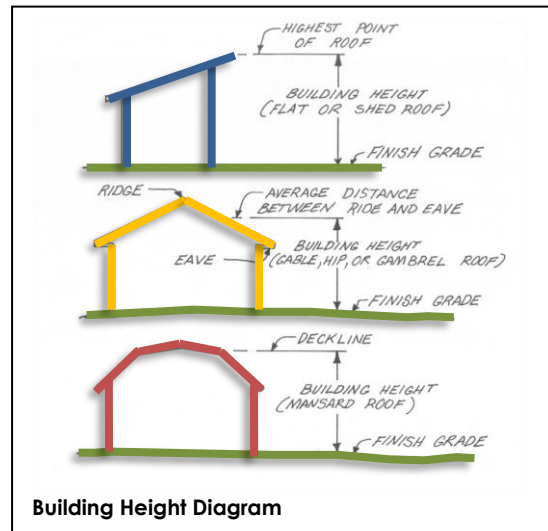 HIGHEST POINT
OF ROOF
BUILDING HEIGHT
(FLAT OR SHED ROOF)
FINISH GRADE
RIDGE
AVERAGE DISTANCE
BETWEEN RIDE AND EAVE
EAVE
BUILDING HEIGHT
(GABLE, HIP, OR GAMBREL ROOF)
FINISH GRADE
DECKLINE
BUILDING HEIGHT
(MANSARD ROOF)
FINISH GRADE
Building Height Diagram